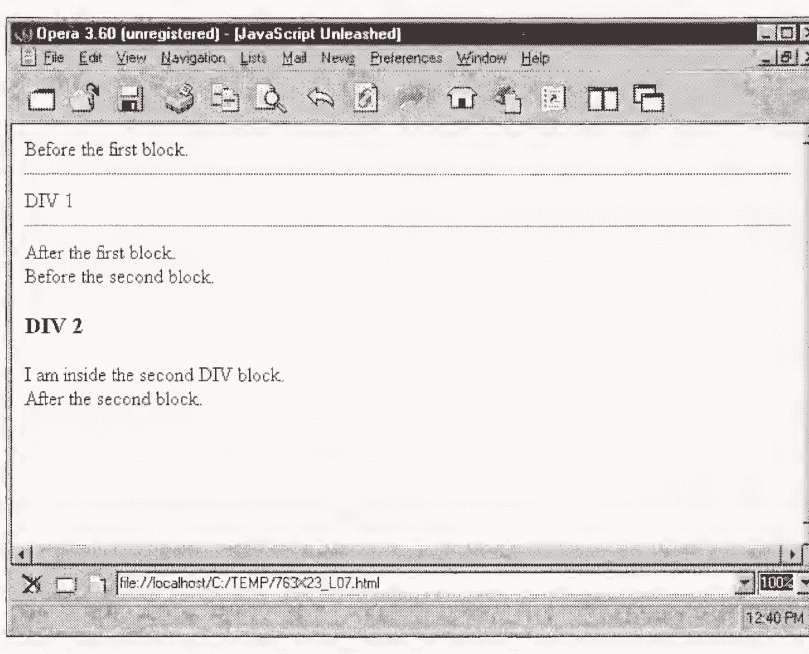 Opera 3.60 (unregistered) - [JavaScript Unleashed]
File Edit View Navigation Lists Mail News Preferences Window Help
Before the first block.
DIV 1
After the first block.
Before the second block.
DIV 2
I am inside the second DIV block.
After the second block.
file://localhost/C:/TEMP/763X23_L07.html
100%
12:40 PM